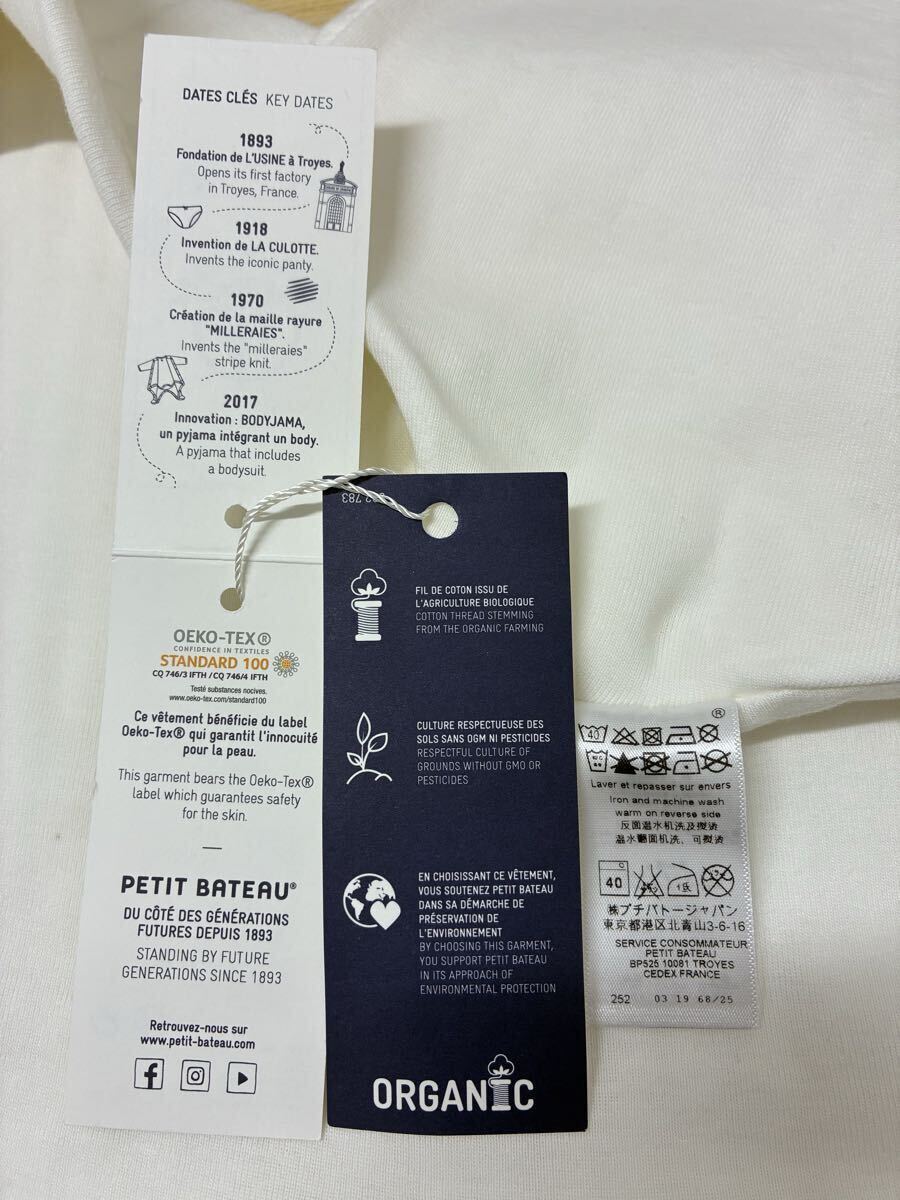 DATES CLÉS KEY DATES
1893
Fondation de L'USINE à Troyes.
Opens its first factory
in Troyes, France.
1918
Invention de LA CULOTTE.
Invents the iconic panty.
1970
Création de la maille rayure
"MILLERAIES".
Invents the "milleraies"
stripe knit.
2017
Innovation : BODYJAMA,
un pyjama intégrant un body.
A pyjama that includes
a bodysuit.
OEKO-TEX®
CONFIDENCE IN TEXTILES
STANDARD 100
CQ 746/3 IFTH / CQ 746/4 IFTH
Testé substances nocives.
www.oeko-tex.com/standard100
Ce vêtement bénéficie du label
Oeko-Tex® qui garantit l'innocuité
pour la peau.
This garment bears the Oeko-Tex®
label which guarantees safety
for the skin.
PETIT BATEAU®
DU CÔTÉ DES GÉNÉRATIONS
FUTURES DEPUIS 1893
STANDING BY FUTURE
GENERATIONS SINCE 1893
Retrouvez-nous sur
www.petit-bateau.com
783
FIL DE COTON ISSU DE
L'AGRICULTURE BIOLOGIQUE
COTTON THREAD STEMMING
FROM THE ORGANIC FARMING
CULTURE RESPECTUEUSE DES
SOLS SANS OGM NI PESTICIDES
RESPECTFUL CULTURE OF
GROUNDS WITHOUT GMO OR
PESTICIDES
EN CHOISISSANT CE VÊTEMENT,
VOUS SOUTENEZ PETIT BATEAU
DANS SA DÉMARCHE DE
PRÉSERVATION DE
L'ENVIRONNEMENT
BY CHOOSING THIS GARMENT,
YOU SUPPORT PETIT BATEAU
IN ITS APPROACH OF
ENVIRONMENTAL PROTECTION
ORGANIC
®
40
Laver et repasser sur envers
Iron and machine wash
warm on reverse side
反面温水机洗及熨烫
40
株プチバトージャパン
東京都港区北青山3-6-16
SERVICE CONSOMMATEUR
PETIT BATEAU
BP525 10081 TROYES
CEDEX FRANCE
252 03 19 68/25